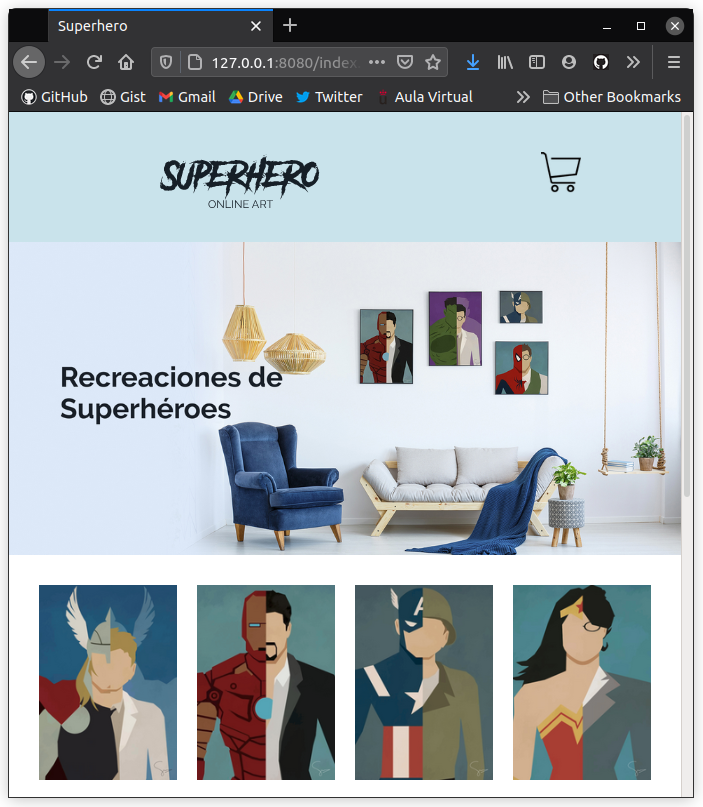 Superhero
127.0.0.1:8080/index
GitHub Gist Gmail Drive Twitter Aula Virtual Other Bookmarks
SUPERHERO
ONLINE ART
Recreaciones de
Superhéroes